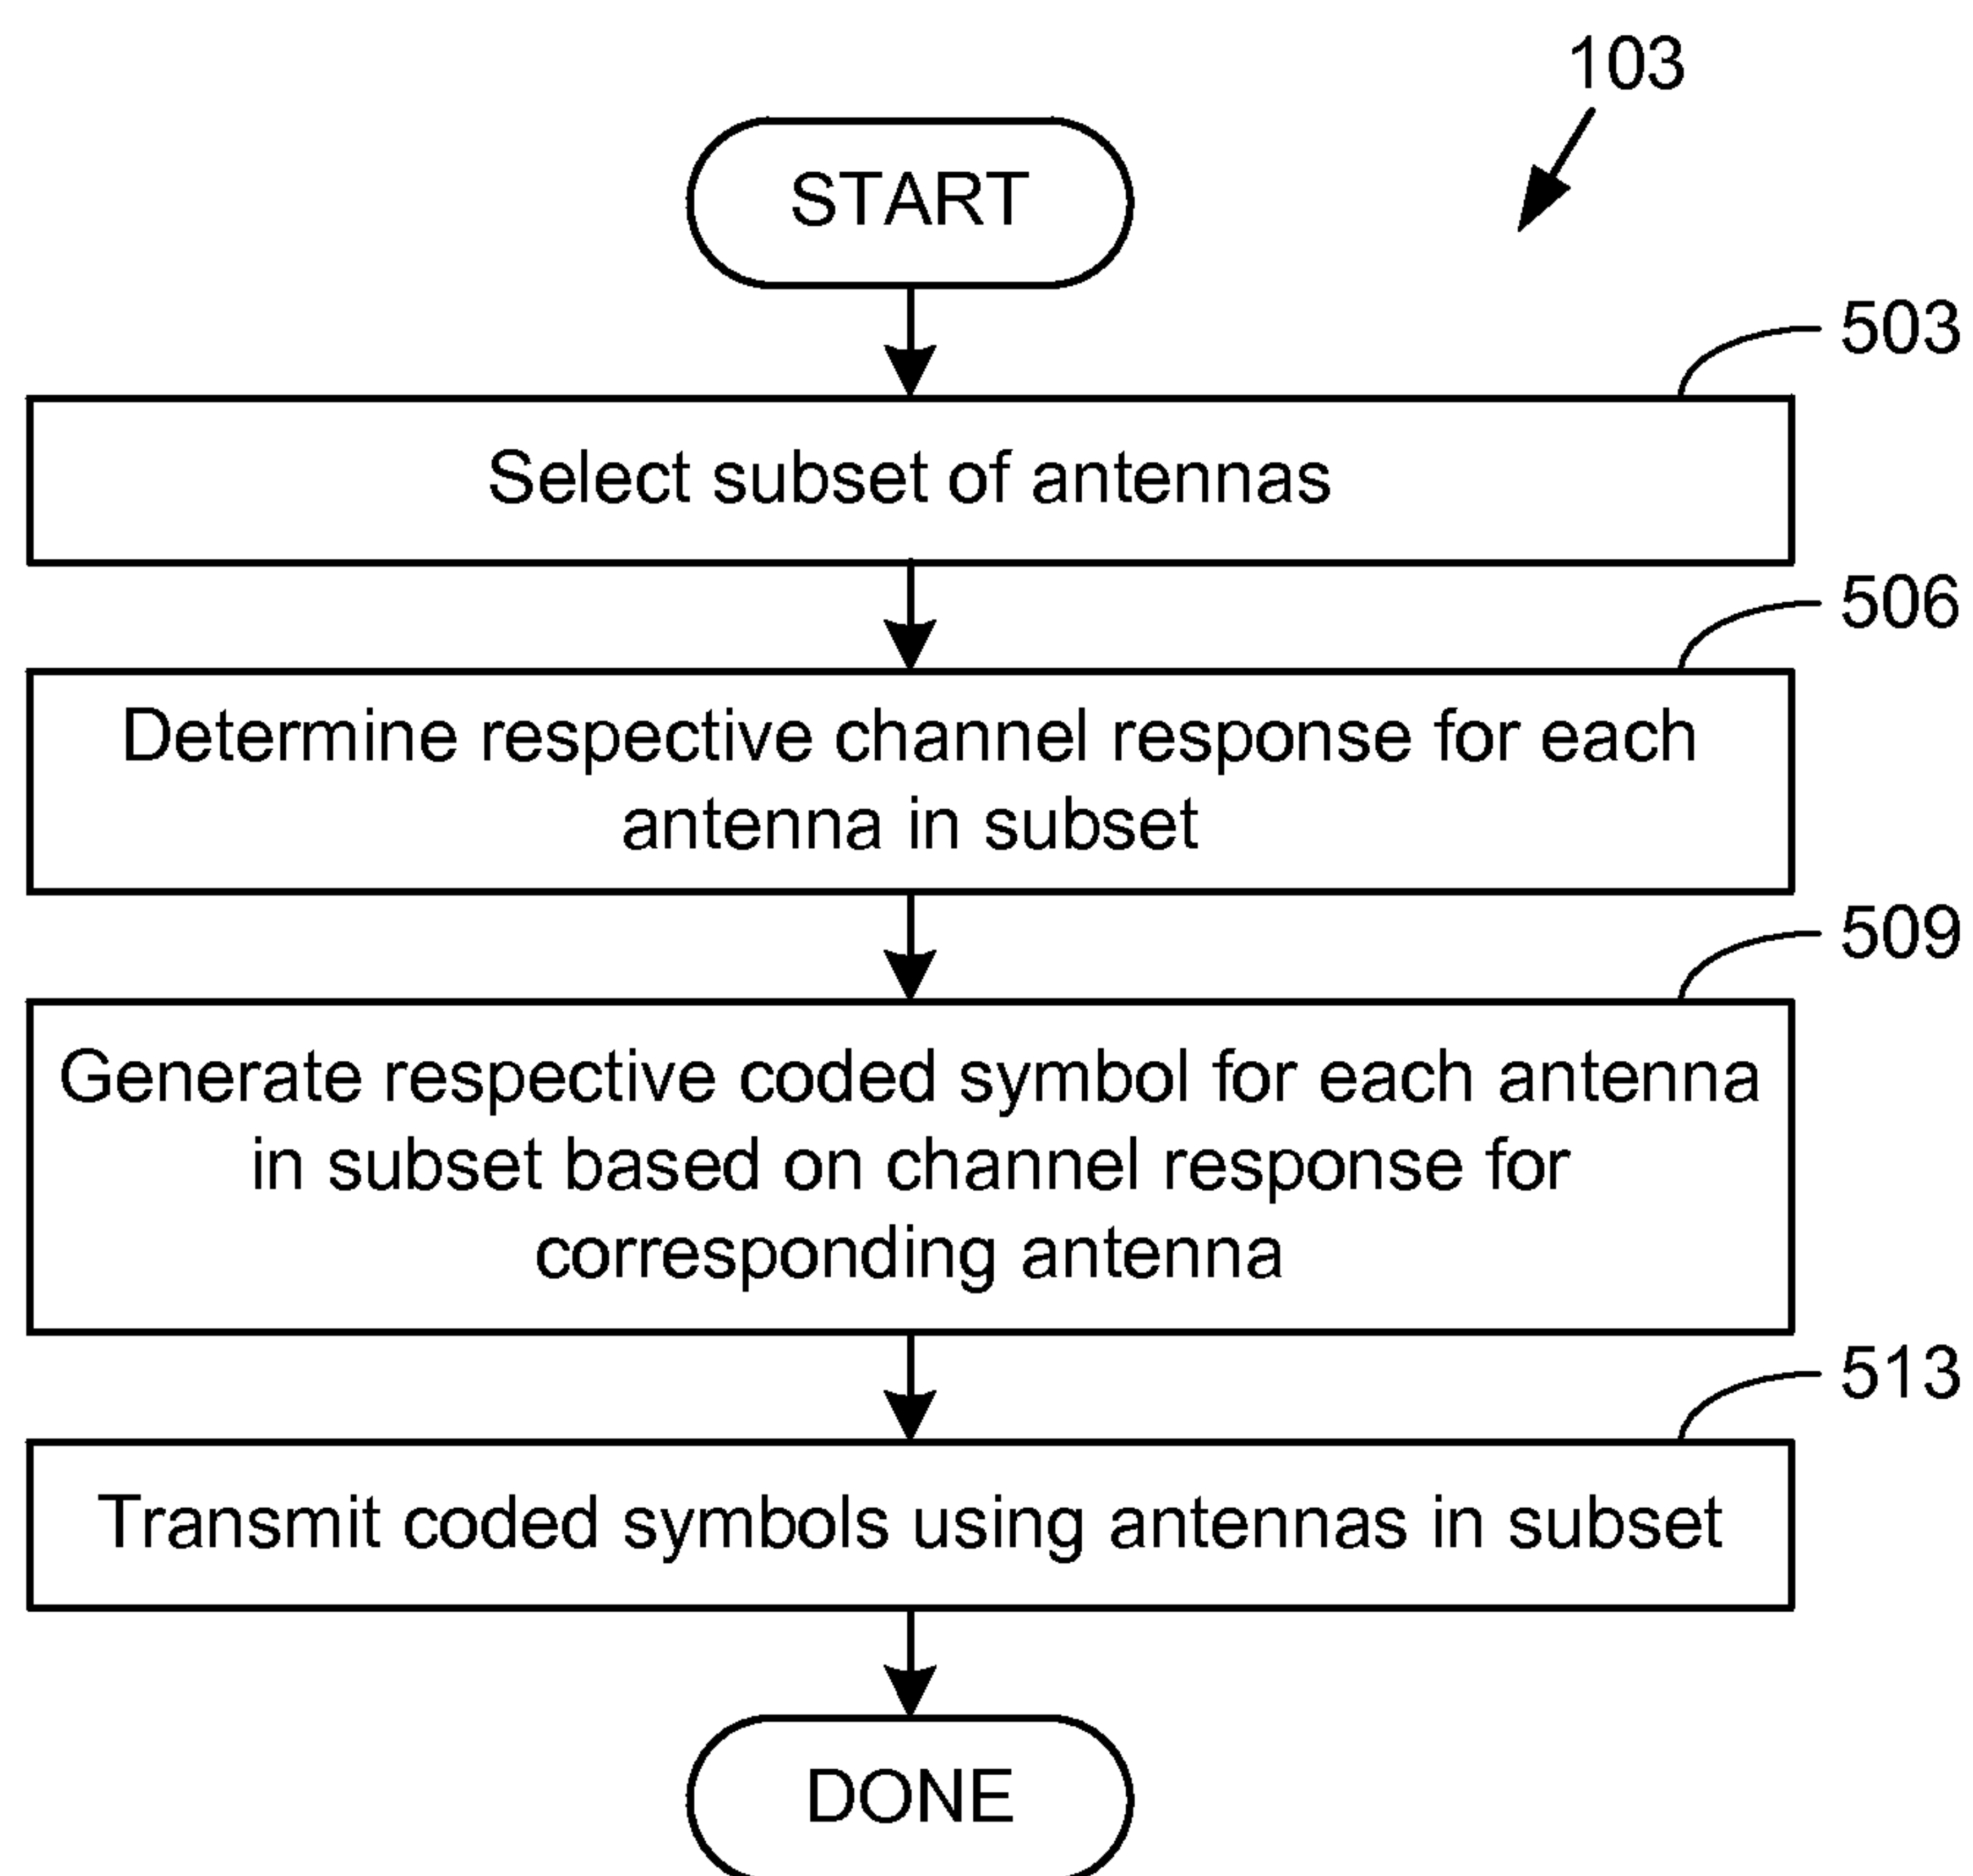 103
START
503
Select subset of antennas
506
Determine respective channel response for each
antenna in subset
509
Generate respective coded symbol for each antenna
in subset based on channel response for
corresponding antenna
513
Transmit coded symbols using antennas in subset
DONE